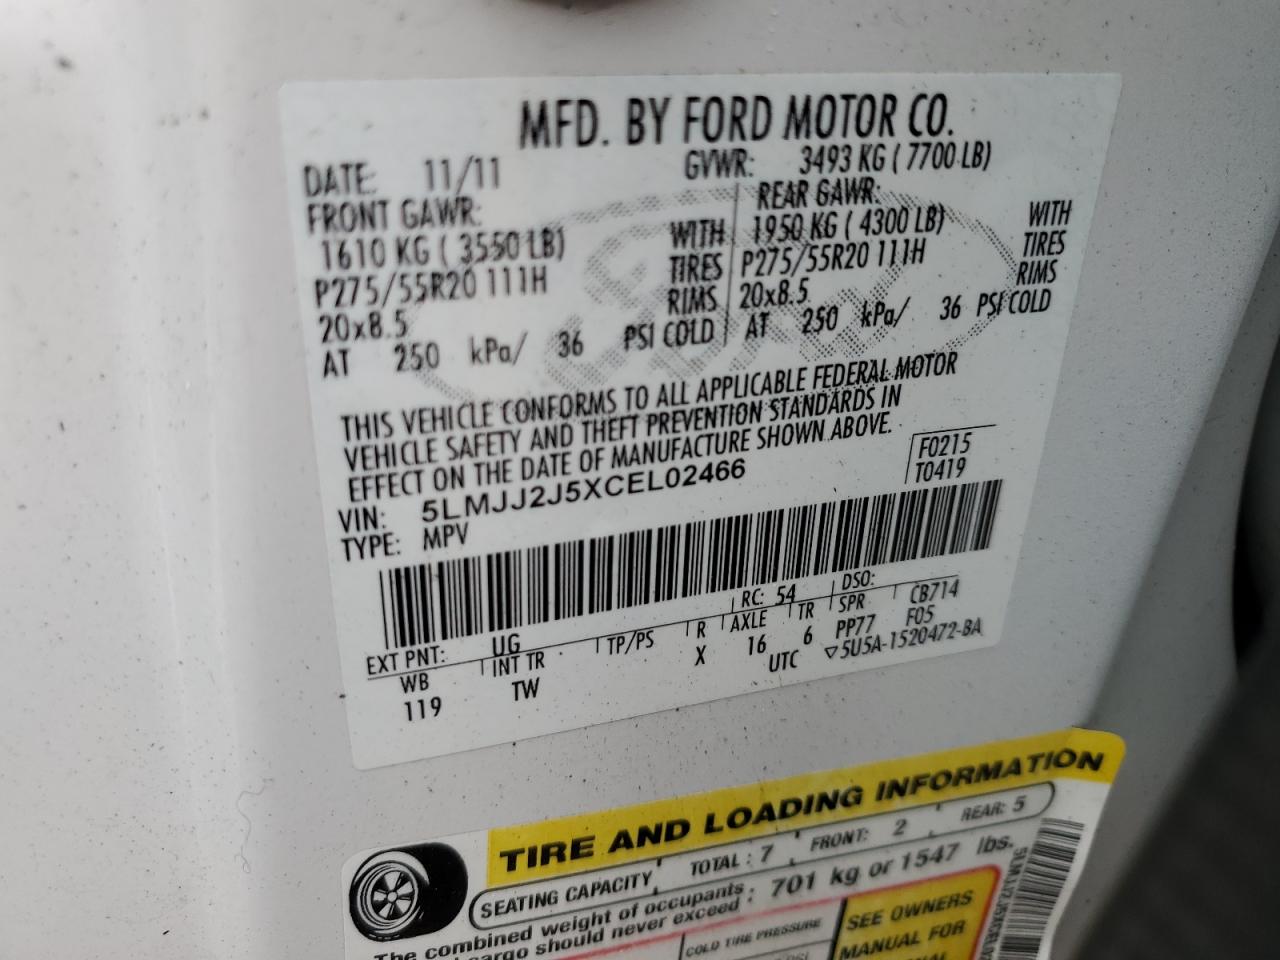 MFD. BY FORD MOTOR CO.
DATE: 11/11 GVWR: 3493 KG ( 7700 LB)
FRONT GAWR: REAR GAWR:
1610 KG ( 3550 LB) WITH 1950 KG ( 4300 LB) WITH
P275/55R20 111H TIRES P275/55R20 111H TIRES
20x8.5 RIMS 20x8.5 RIMS
AT 250 kPa/ 36 PSI COLD AT 250 kPa/ 36 PSI COLD
THIS VEHICLE CONFORMS TO ALL APPLICABLE FEDERAL MOTOR
VEHICLE SAFETY AND THEFT PREVENTION STANDARDS IN
EFFECT ON THE DATE OF MANUFACTURE SHOWN ABOVE.
F0215
VIN: 5LMJJ2J5XCEL02466 T0419
TYPE: MPV
EXT PNT: UG RC: 54 DSO:
WB INT TR TP/PS R AXLE TR SPR CB714
119 TW X 16 6 PP77 F05
UTC ▽5U5A-1520472-BA
TIRE AND LOADING INFORMATION
SEATING CAPACITY TOTAL : 7 FRONT: 2 REAR: 5
The combined weight of occupants
cargo should never exceed : 701 kg or 1547 lbs.
COLD TIRE PRESSURE
SEE OWNERS
MANUAL FOR